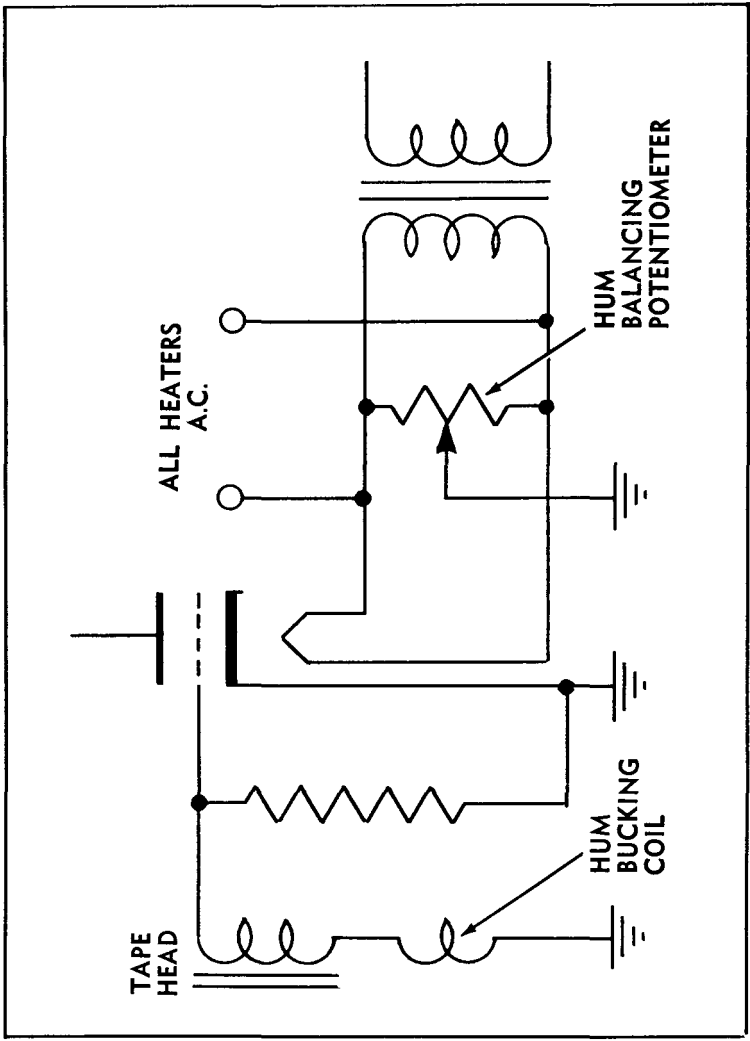 TAPE
HEAD
HUM
BUCKING
COIL
ALL HEATERS
A.C.
HUM
BALANCING
POTENTIOMETER